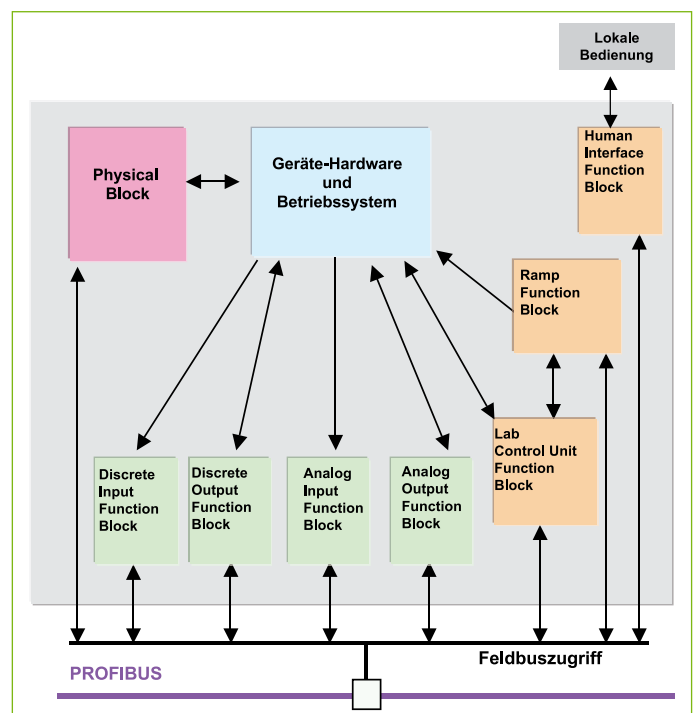 Lokale
Bedienung
Physical
Block
Geräte-Hardware
und
Betriebssystem
Human
Interface
Function
Block
Ramp
Function
Block
Lab
Control Unit
Function
Block
Discrete
Input
Function
Block
Discrete
Output
Function
Block
Analog
Input
Function
Block
Analog
Output
Function
Block
Feldbuszugriff
PROFIBUS